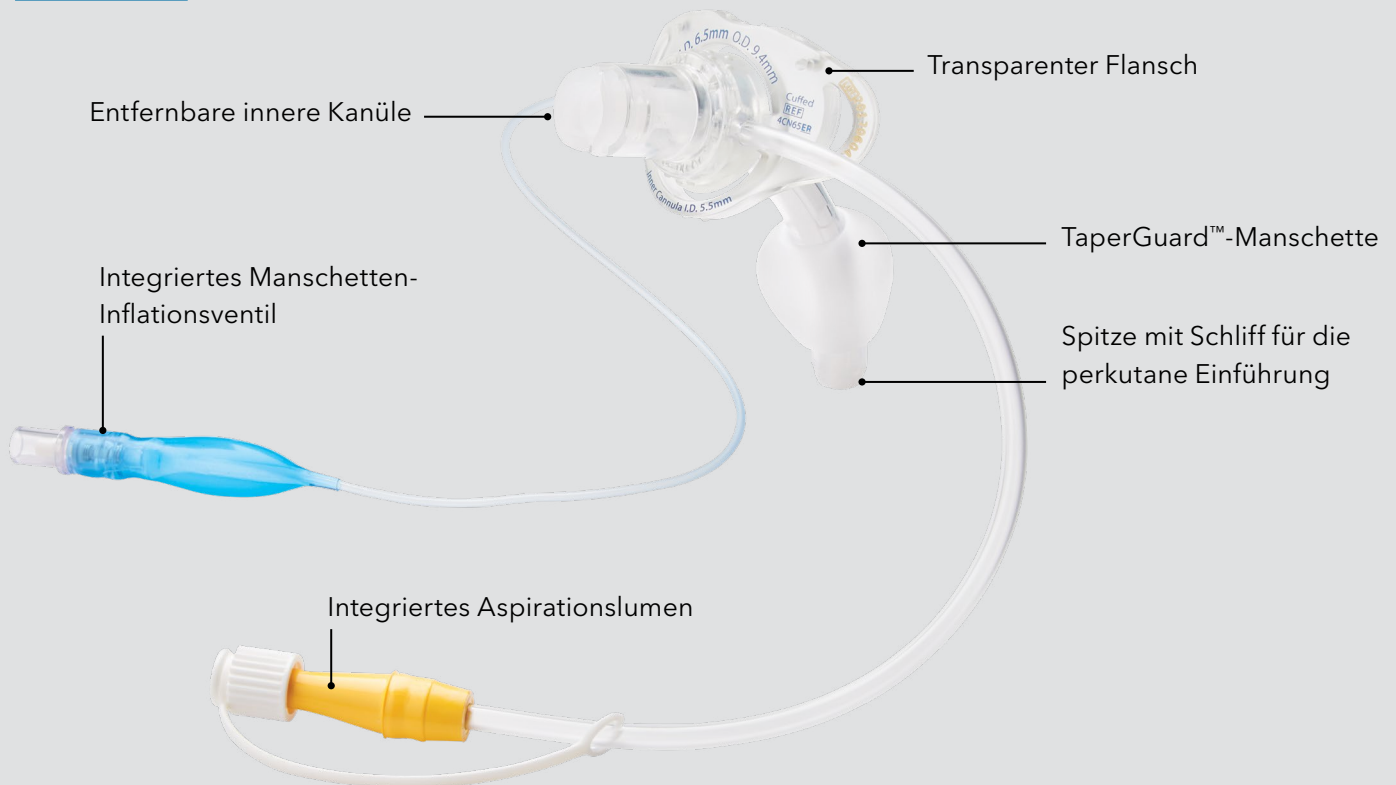 I.D. 6.5mm O.D. 9.4mm
Transparenter Flansch
Entfernbare innere Kanüle
Cuffed
REF
4CN65ER
Inner Cannula I.D. 5.5mm
TaperGuard™-Manschette
Integriertes Manschetten-
Inflationsventil
Spitze mit Schliff für die
perkutane Einführung
Integriertes Aspirationslumen